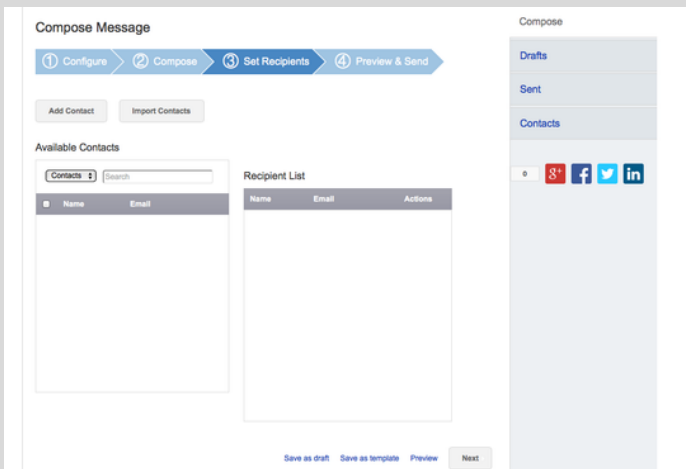 Compose Message
① Configure
② Compose
③ Set Recipients
④ Preview & Send
Add Contact
Import Contacts
Available Contacts
Contacts
Search
Name Email
Recipient List
Name Email Actions
Save as draft
Save as template
Preview
Next
Compose
Drafts
Sent
Contacts
0
g+
f
in